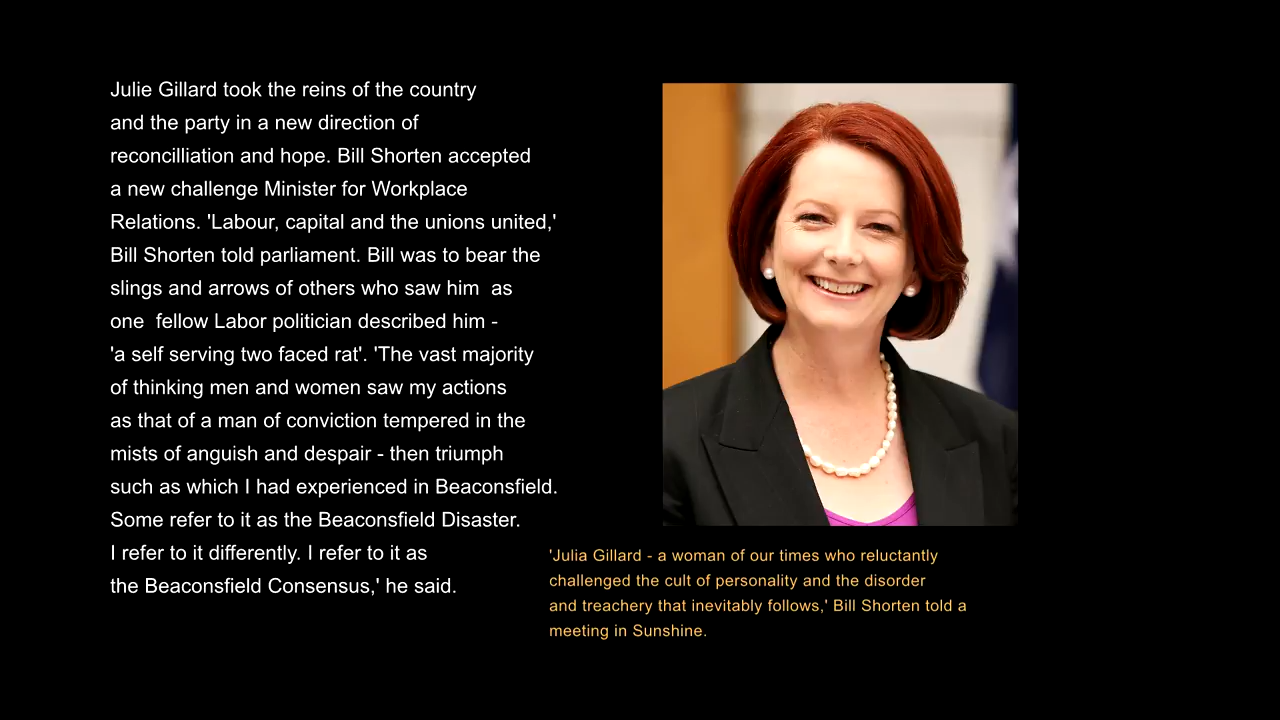 Julie Gillard took the reins of the country
and the party in a new direction of
reconcilliation and hope. Bill Shorten accepted
a new challenge Minister for Workplace
Relations. 'Labour, capital and the unions united,'
Bill Shorten told parliament. Bill was to bear the
slings and arrows of others who saw him  as
one  fellow Labor politician described him -
'a self serving two faced rat'. 'The vast majority
of thinking men and women saw my actions
as that of a man of conviction tempered in the
mists of anguish and despair - then triumph
such as which I had experienced in Beaconsfield.
Some refer to it as the Beaconsfield Disaster.
I refer to it differently. I refer to it as
the Beaconsfield Consensus,' he said.
'Julia Gillard - a woman of our times who reluctantly
challenged the cult of personality and the disorder
and treachery that inevitably follows,' Bill Shorten told a
meeting in Sunshine.